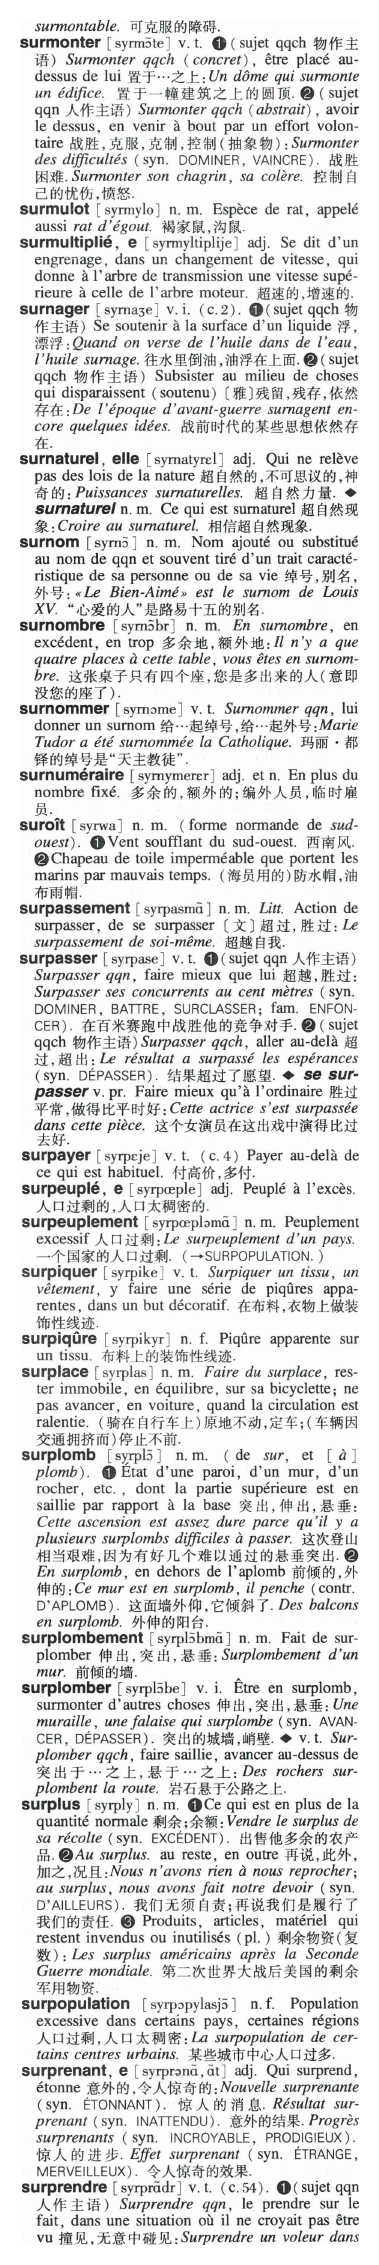 surmontable. 可克服的障碍.
surmonter [syrmɔ̃te] v. t. ❶(sujet qqch 物作主
语) Surmonter qqch (concret), être placé au-
dessus de lui 置于…之上: Un dôme qui surmonte
un édifice. 置于一幢建筑之上的圆顶. ❷(sujet
qqn 人作主语) Surmonter qqch (abstrait), avoir
le dessus, en venir à bout par un effort volon-
taire 战胜,克服,克制,控制(抽象物): Surmonter
des difficultés (syn. DOMINER, VAINCRE). 战胜
困难. Surmonter son chagrin, sa colère. 控制自
己的忧伤,愤怒.
surmulot [syrmylo] n. m. Espèce de rat, appelé
aussi rat d'égout. 褐家鼠,沟鼠.
surmultiplié, e [syrmyltiplije] adj. Se dit d'un
engrenage, dans un changement de vitesse, qui
donne à l'arbre de transmission une vitesse supé-
rieure à celle de l'arbre moteur. 超速的,增速的.
surnager [syrnaʒe] v. i. (c. 2). ❶(sujet qqch 物
作主语) Se soutenir à la surface d'un liquide 浮,
漂浮: Quand on verse de l'huile dans de l'eau,
l'huile surnage. 往水里倒油,油浮在上面. ❷(sujet
qqch 物作主语) Subsister au milieu de choses
qui disparaissent (soutenu) [雅]残留,残存,依然
存在: De l'époque d'avant-guerre surnagent en-
core quelques idées. 战前时代的某些思想依然存
在.
surnaturel, elle [syrnatyrɛl] adj. Qui ne relève
pas des lois de la nature 超自然的,不可思议的,神
奇的: Puissances surnaturelles. 超自然力量. ◆
surnaturel n. m. Ce qui est surnaturel 超自然现
象: Croire au surnaturel. 相信超自然现象.
surnom [syrnɔ̃] n. m. Nom ajouté ou substitué
au nom de qqn et souvent tiré d'un trait caracté-
ristique de sa personne ou de sa vie 绰号,别名,
外号: «Le Bien-Aimé» est le surnom de Louis
XV. “心爱的人”是路易十五的别名.
surnombre [syrnɔ̃br] n. m. En surnombre, en
excédent, en trop 多余地,额外地: Il n'y a que
quatre places à cette table, vous êtes en surnom-
bre. 这张桌子只有四个座,您是多出来的人(意即
没您的座了).
surnommer [syrnɔme] v. t. Surnommer qqn, lui
donner un surnom 给…起绰号,给…起外号: Marie
Tudor a été surnommée la Catholique. 玛丽·都
铎的绰号是“天主教徒”.
surnuméraire [syrnymerɛr] adj. et n. En plus du
nombre fixé. 多余的,额外的;编外人员,临时雇
员.
suroît [syrwa] n. m. (forme normande de sud-
ouest). ❶Vent soufflant du sud-ouest. 西南风.
❷Chapeau de toile imperméable que portent les
marins par mauvais temps. (海员用的)防水帽,油
布雨帽.
surpassement [syrpasmɑ̃] n. m. Litt. Action de
surpasser, de se surpasser [文]超过,胜过: Le
surpassement de soi-même. 超越自我.
surpasser [syrpase] v. t. ❶(sujet qqn 人作主语)
Surpasser qqn, faire mieux que lui 超越,胜过:
Surpasser ses concurrents au cent mètres (syn.
DOMINER, BATTRE, SURCLASSER; fam. ENFON-
CER). 在百米赛跑中战胜他的竞争对手. ❷(sujet
qqch 物作主语) Surpasser qqch, aller au-delà 超
过,超出: Le résultat a surpassé les espérances
(syn. DÉPASSER). 结果超过了愿望. ◆ se sur-
passer v. pr. Faire mieux qu'à l'ordinaire 胜过
平常,做得比平时好: Cette actrice s'est surpassée
dans cette pièce. 这个女演员在这出戏中演得比过
去好.
surpayer [syrpɛje] v. t. (c. 4) Payer au-delà de
ce qui est habituel. 付高价,多付.
surpeuplé, e [syrpœple] adj. Peuplé à l'excès.
人口过剩的,人口太稠密的.
surpeuplement [syrpœpləmɑ̃] n. m. Peuplement
excessif 人口过剩: Le surpeuplement d'un pays.
一个国家的人口过剩. (→SURPOPULATION.)
surpiquer [syrpike] v. t. Surpiquer un tissu, un
vêtement, y faire une série de piqûres appa-
rentes, dans un but décoratif. 在布料,衣物上做装
饰性线迹.
surpiqûre [syrpikyr] n. f. Piqûre apparente sur
un tissu. 布料上的装饰性线迹.
surplace [syrplas] n. m. Faire du surplace, res-
ter immobile, en équilibre, sur sa bicyclette; ne
pas avancer, en voiture, quand la circulation est
ralentie. (骑在自行车上)原地不动,定车;(车辆因
交通拥挤而)停止不前.
surplomb [syrplɔ̃] n. m. (de sur, et [à]
plomb). ❶ État d'une paroi, d'un mur, d'un
rocher, etc., dont la partie supérieure est en
saillie par rapport à la base 突出,伸出,悬垂:
Cette ascension est assez dure parce qu'il y a
plusieurs surplombs difficiles à passer. 这次登山
相当艰难,因为有好几个难以通过的悬垂突出. ❷
En surplomb, en dehors de l'aplomb 前倾的,外
伸的: Ce mur est en surplomb, il penche (contr.
D'APLOMB). 这面墙外仰,它倾斜了. Des balcons
en surplomb. 外伸的阳台.
surplombement [syrplɔ̃bmɑ̃] n. m. Fait de sur-
plomber 伸出,突出,悬垂: Surplombement d'un
mur. 前倾的墙.
surplomber [syrplɔ̃be] v. i. Être en surplomb,
surmonter d'autres choses 伸出,突出,悬垂: Une
muraille, une falaise qui surplombe (syn. AVAN-
CER, DÉPASSER). 突出的城墙,峭壁. ◆ v. t. Sur-
plomber qqch, faire saillie, avancer au-dessus de
突出于…之上,悬于…之上: Des rochers sur-
plombent la route. 岩石悬于公路之上.
surplus [syrply] n. m. ❶Ce qui est en plus de la
quantité normale 剩余;余额: Vendre le surplus de
sa récolte (syn. EXCÉDENT). 出售他多余的农产
品. ❷Au surplus. au reste, en outre 再说,此外,
加之,况且: Nous n'avons rien à nous reprocher;
au surplus, nous avons fait notre devoir (syn.
D'AILLEURS). 我们无须自责;再说我们是履行了
我们的责任. ❸ Produits, articles, matériel qui
restent invendus ou inutilisés (pl.) 剩余物资(复
数): Les surplus américains après la Seconde
Guerre mondiale. 第二次世界大战后美国的剩余
军用物资.
surpopulation [syrpɔpylasjɔ̃] n. f. Population
excessive dans certains pays, certaines régions
人口过剩,人口太稠密: La surpopulation de cer-
tains centres urbains. 某些城市中心人口过多.
surprenant, e [syrprənɑ̃, ɑ̃t] adj. Qui surprend,
étonne 意外的,令人惊奇的: Nouvelle surprenante
(syn. ÉTONNANT). 惊人的消息. Résultat sur-
prenant (syn. INATTENDU). 意外的结果. Progrès
surprenants (syn. INCROYABLE, PRODIGIEUX).
惊人的进步. Effet surprenant (syn. ÉTRANGE,
MERVEILLEUX). 令人惊奇的效果.
surprendre [syrprɑ̃dr] v. t. (c. 54). ❶(sujet qqn
人作主语) Surprendre qqn, le prendre sur le
fait, dans une situation où il ne croyait pas être
vu 撞见,无意中碰见: Surprendre un voleur dans